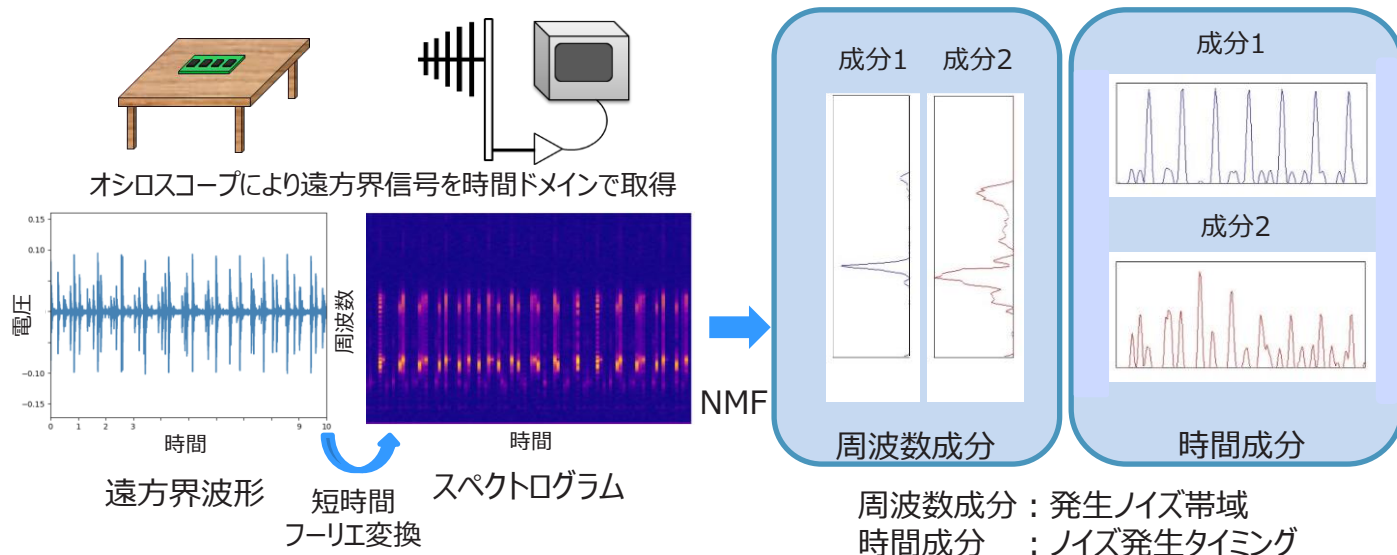 オシロスコープにより遠方界信号を時間ドメインで取得
0.15
0.10
電圧
-0.10
-0.15
0 1 2 3 10
時間
遠方界波形
短時間
フーリエ変換
周波数
時間
スペクトログラム
NMF
成分1 成分2
周波数成分
成分1
成分2
時間成分
周波数成分：発生ノイズ帯域
時間成分 ：ノイズ発生タイミング